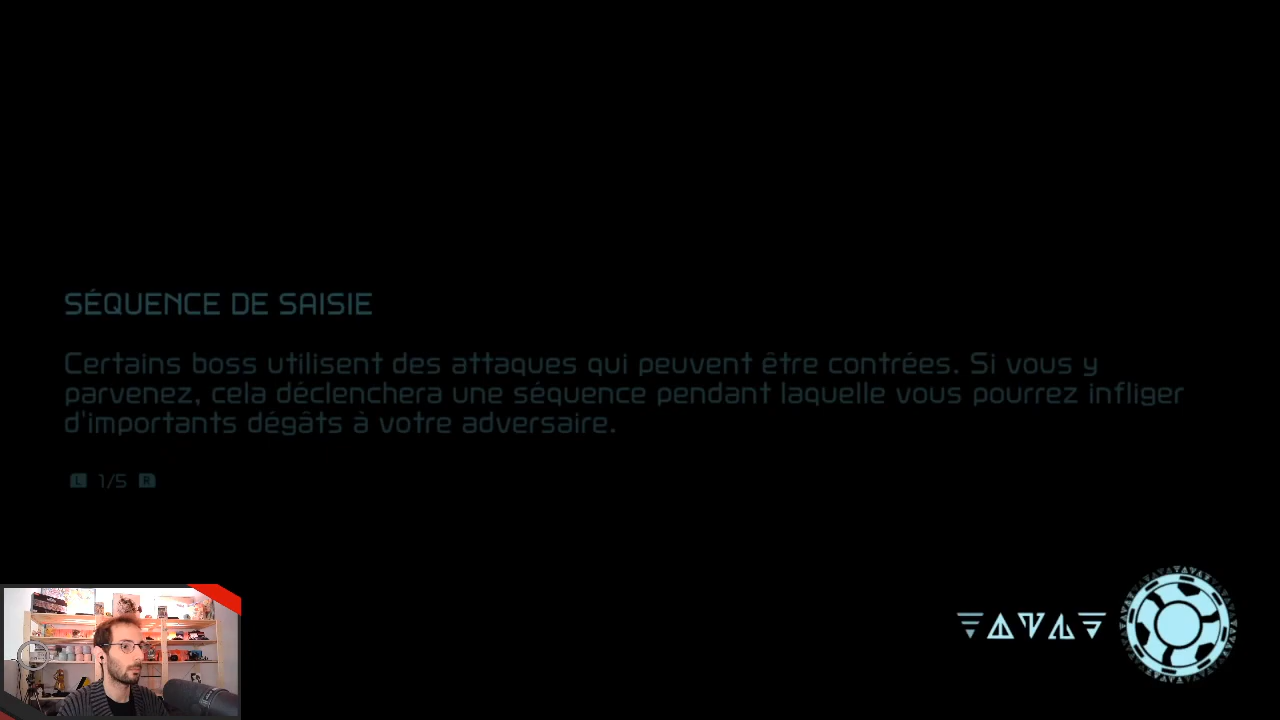 SÉQUENCE DE SAISIE
Certains boss utilisent des attaques qui peuvent être contrées. Si vous y
parvenez, cela déclenchera une séquence pendant laquelle vous pourrez infliger
d'importants dégâts à votre adversaire.
L 1/5 R